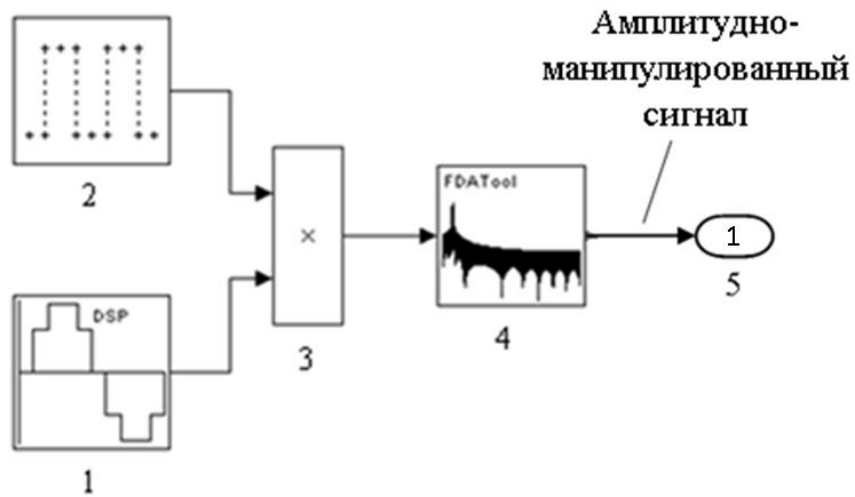 Амплитудно-
манипулированный
сигнал
2
×
FDATool
1
5
4
3
DSP
1